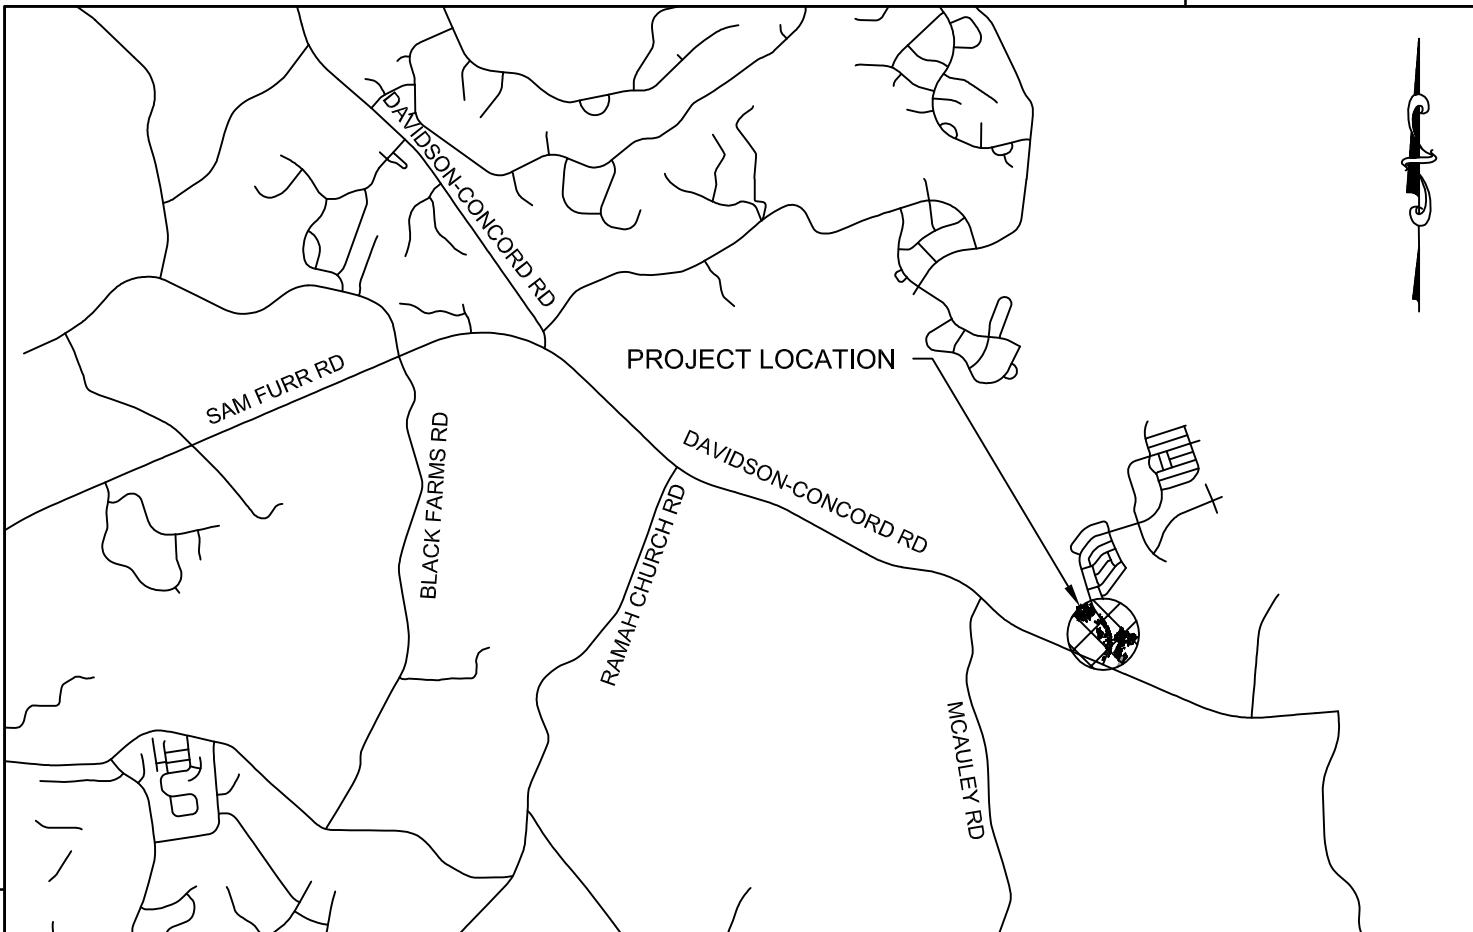 DAVIDSON-CONCORD RD
PROJECT LOCATION
SAM FURR RD
BLACK FARMS RD
DAVIDSON-CONCORD RD
RAMAH CHURCH RD
MCAULEY RD